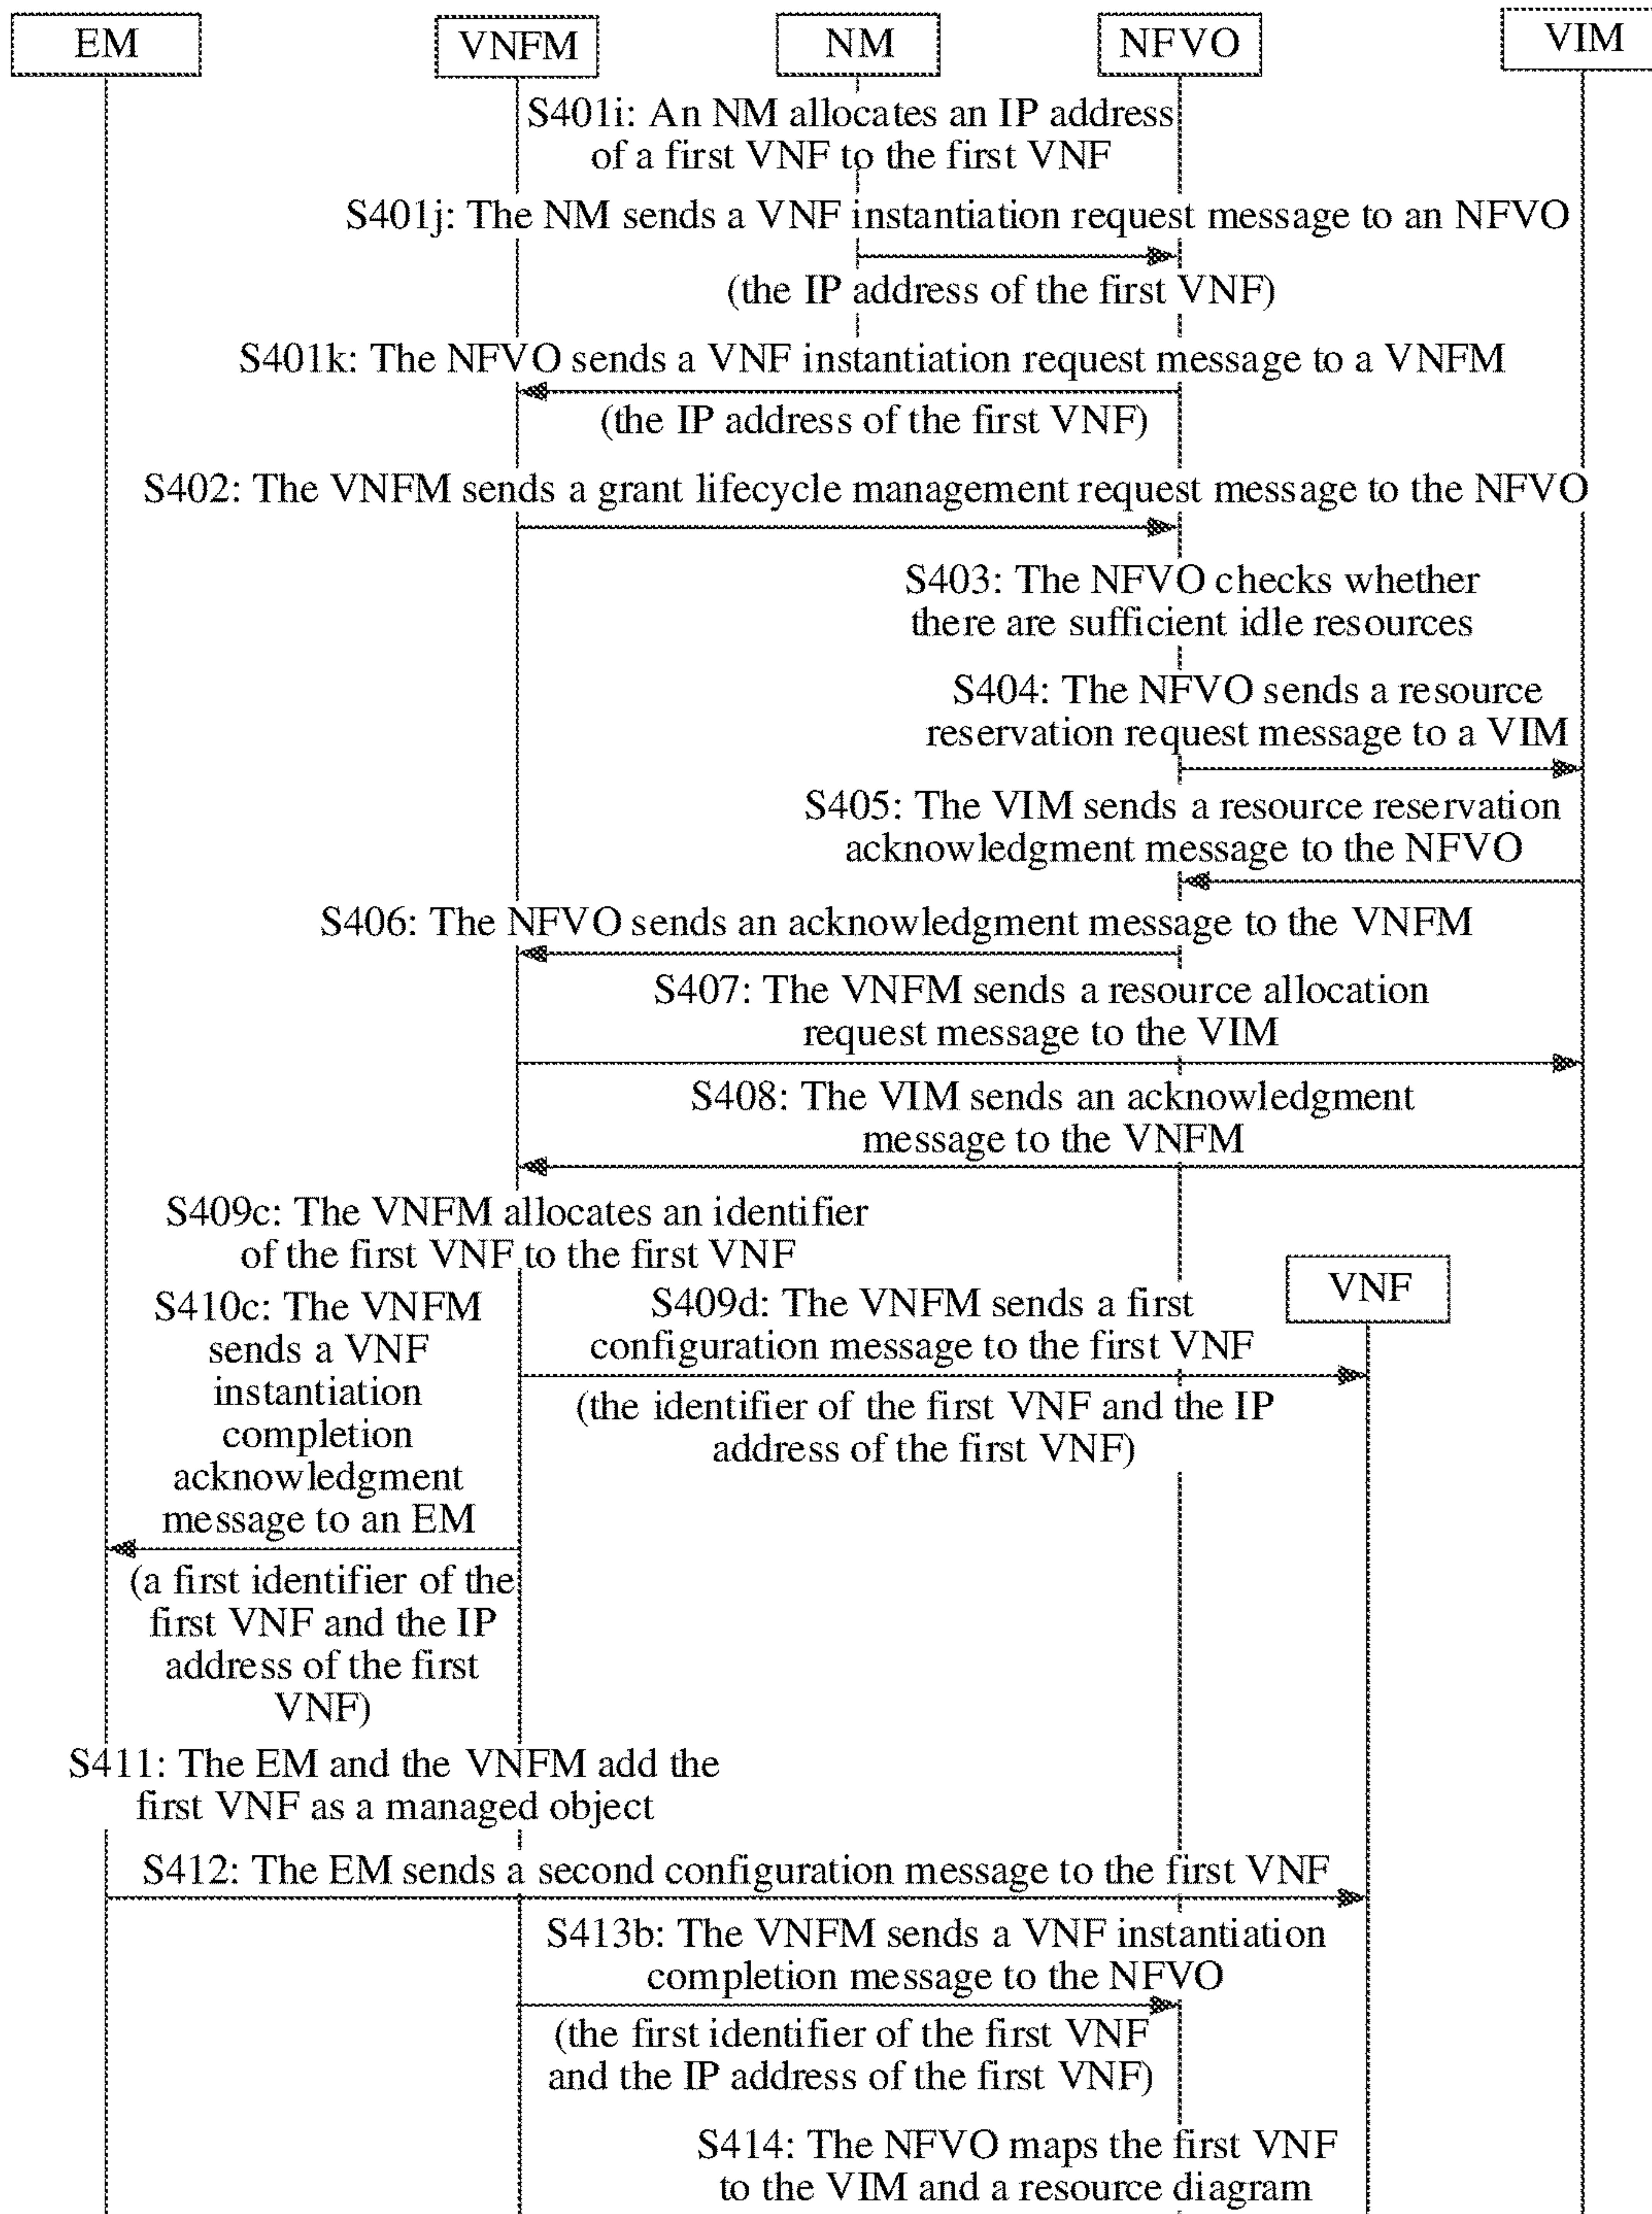 EM
VNFM
NM
NFVO
VIM
S401i: An NM allocates an IP address
of a first VNF to the first VNF
S401j: The NM sends a VNF instantiation request message to an NFVO
(the IP address of the first VNF)
S401k: The NFVO sends a VNF instantiation request message to a VNFM
(the IP address of the first VNF)
S402: The VNFM sends a grant lifecycle management request message to the NFVO
S403: The NFVO checks whether
there are sufficient idle resources
S404: The NFVO sends a resource
reservation request message to a VIM
S405: The VIM sends a resource reservation
acknowledgment message to the NFVO
S406: The NFVO sends an acknowledgment message to the VNFM
S407: The VNFM sends a resource allocation
request message to the VIM
S408: The VIM sends an acknowledgment
message to the VNFM
S409c: The VNFM allocates an identifier
of the first VNF to the first VNF
VNF
S410c: The VNFM
sends a VNF
instantiation
completion
acknowledgment
message to an EM
(a first identifier of the
first VNF and the IP
address of the first
VNF)
S409d: The VNFM sends a first
configuration message to the first VNF
(the identifier of the first VNF and the IP
address of the first VNF)
S411: The EM and the VNFM add the
first VNF as a managed object
S412: The EM sends a second configuration message to the first VNF
S413b: The VNFM sends a VNF instantiation
completion message to the NFVO
(the first identifier of the first VNF
and the IP address of the first VNF)
S414: The NFVO maps the first VNF
to the VIM and a resource diagram